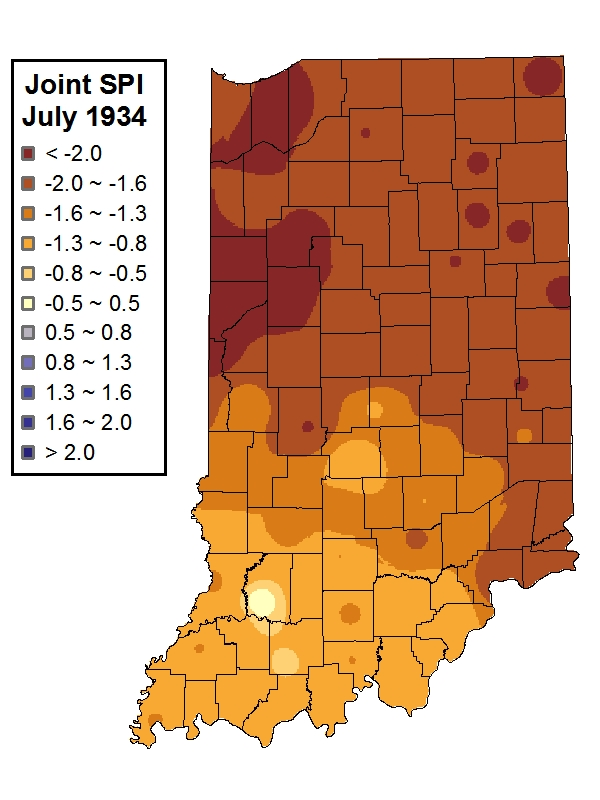 Joint SPI
July 1934
< -2.0
-2.0 ~ -1.6
-1.6 ~ -1.3
-1.3 ~ -0.8
-0.8 ~ -0.5
-0.5 ~ 0.5
0.5 ~ 0.8
0.8 ~ 1.3
1.3 ~ 1.6
1.6 ~ 2.0
> 2.0